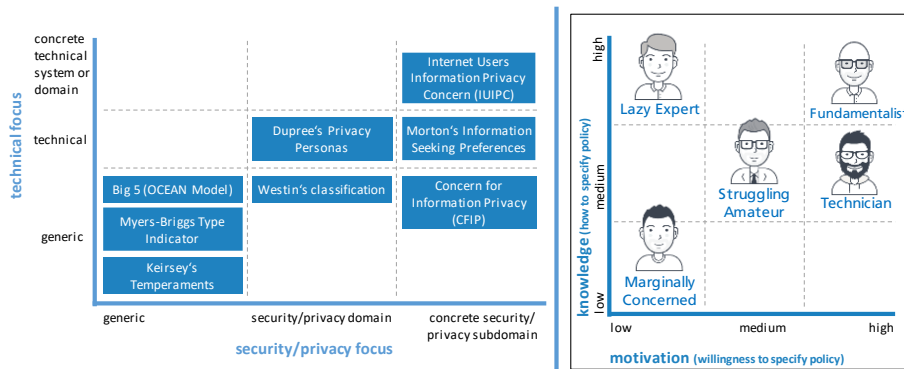 concrete
technical
system or
domain
technical
generic
technical focus
Internet Users
Information Privacy
Concern (IUIPC)
Dupree‘s Privacy
Personas
Morton‘s Information
Seeking Preferences
Big 5 (OCEAN Model)
Westin‘s classification
Concern for
Information Privacy
(CFIP)
Myers-Briggs Type
Indicator
Keirsey‘s
Temperaments
generic
security/privacy domain
concrete security/
privacy subdomain
security/privacy focus
knowledge (how to specify policy)
high
medium
low
Lazy Expert
Fundamentalist
Struggling
Amateur
Technician
Marginally
Concerned
low
medium
high
motivation (willingness to specify policy)